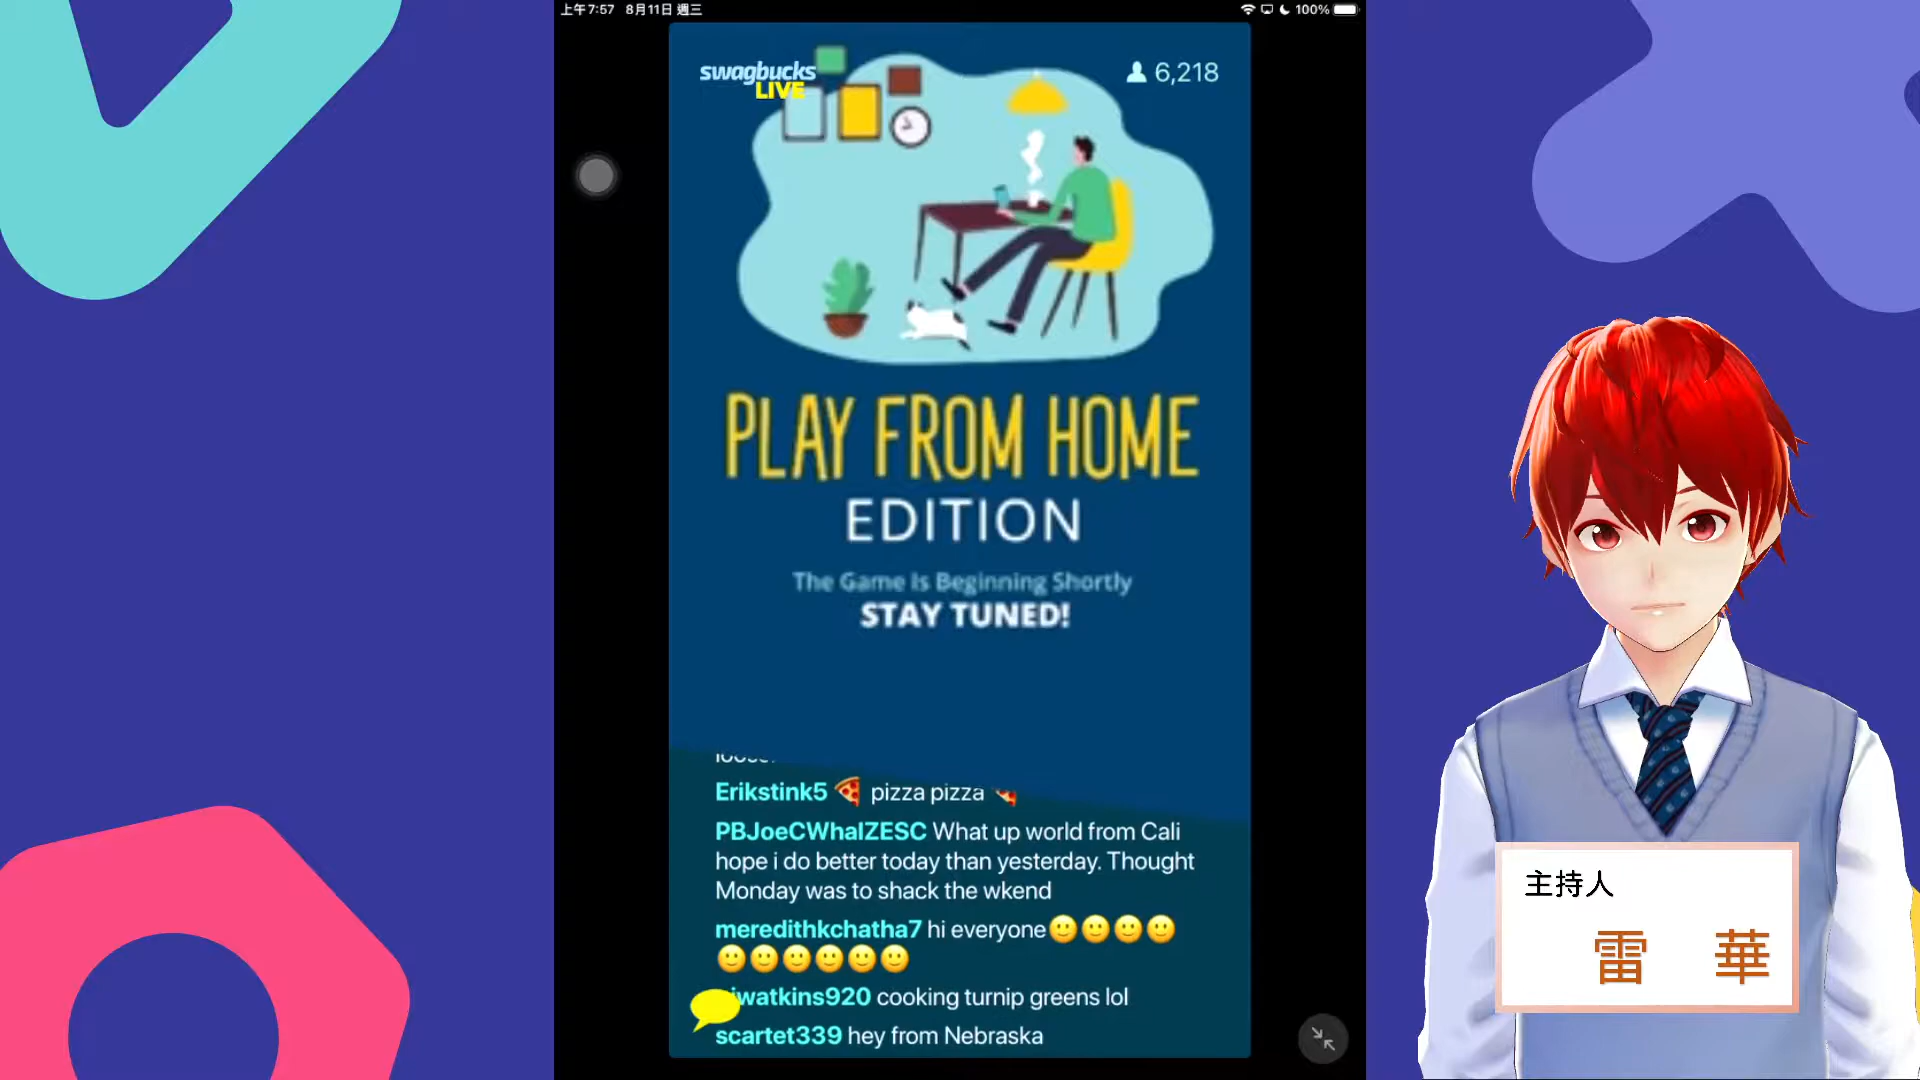 上午7:57 8月11日 週三
100%
swagbucks
LIVE
6,218
PLAY FROM HOME
EDITION
The Game Is Beginning Shortly
STAY TUNED!
Erikstink5 🍕 pizza pizza 🍕
PBJoeCWhalZESC What up world from Cali
hope i do better today than yesterday. Thought
Monday was to shack the wkend
meredithkchatha7 hi everyone🙂🙂🙂🙂
🙂🙂🙂🙂🙂🙂
cooking turnip greens lol
scartet339 hey from Nebraska
主持人
雷 華